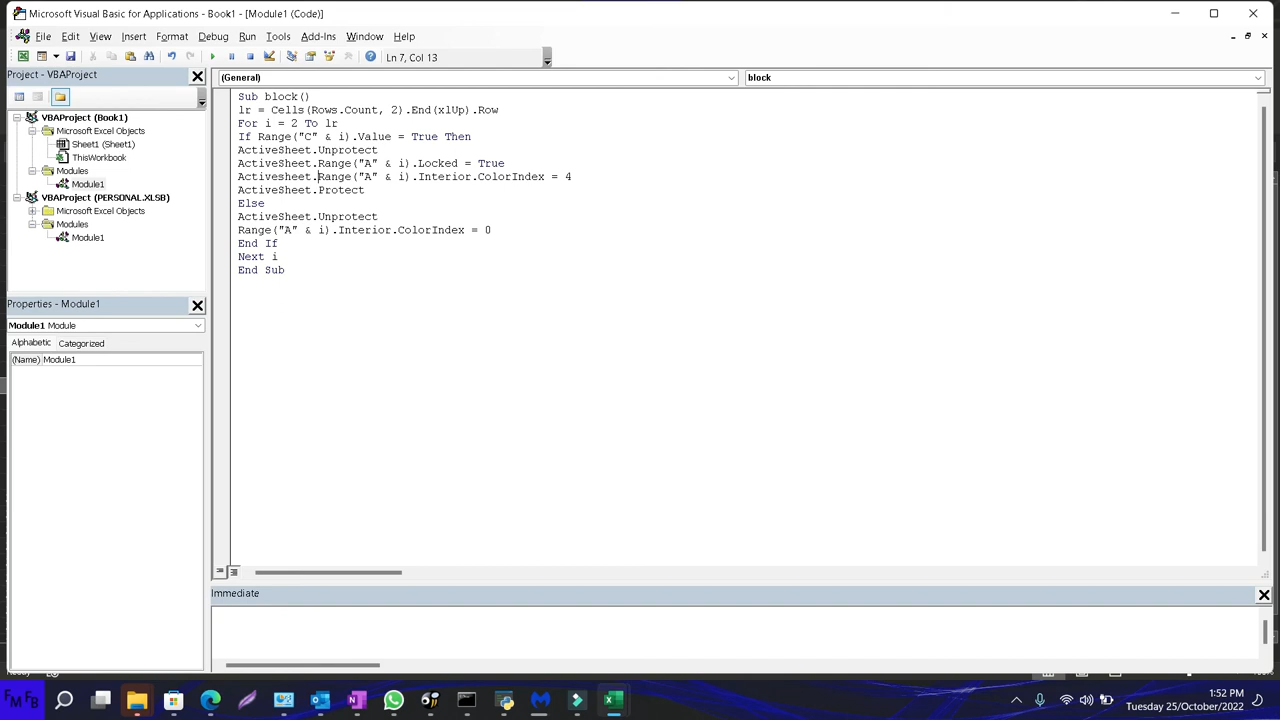 Microsoft Visual Basic for Applications - Book1 - [Module1 (Code)]
File Edit View Insert Format Debug Run Tools Add-Ins Window Help
Ln 7, Col 13
Project - VBAProject
(General)
block
VBAProject (Book1)
Microsoft Excel Objects
Sheet1 (Sheet1)
ThisWorkbook
Modules
Module1
VBAProject (PERSONAL.XLSB)
Microsoft Excel Objects
Modules
Module1
Sub block()
lr = Cells(Rows.Count, 2).End(xlUp).Row
For i = 2 To lr
If Range("C" & i).Value = True Then
ActiveSheet.Unprotect
ActiveSheet.Range("A" & i).Locked = True
Activesheet.Range("A" & i).Interior.ColorIndex = 4
ActiveSheet.Protect
Else
ActiveSheet.Unprotect
Range("A" & i).Interior.ColorIndex = 0
End If
Next i
End Sub
Properties - Module1
Module1 Module
Alphabetic Categorized
(Name) Module1
Immediate
FMFB
1:52 PM
Tuesday 25/October/2022